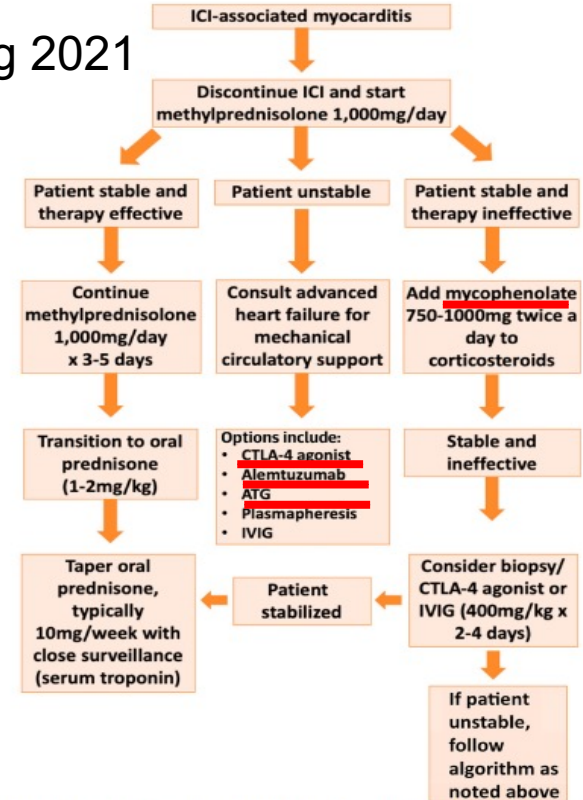 g 2021
ICI-associated myocarditis
Discontinue ICI and start
methylprednisolone 1,000mg/day
Patient stable and
therapy effective
Patient unstable
Patient stable and
therapy ineffective
Continue
methylprednisolone
1,000mg/day
x 3-5 days
Consult advanced
heart failure for
mechanical
circulatory support
Add mycophenolate
750-1000mg twice a
day to
corticosteroids
Transition to oral
prednisone
(1-2mg/kg)
Options include:
• CTLA-4 agonist
• Alemtuzumab
• ATG
• Plasmapheresis
• IVIG
Stable and
ineffective
Taper oral
prednisone,
typically
10mg/week with
close surveillance
(serum troponin)
Patient
stabilized
Consider biopsy/
CTLA-4 agonist or
IVIG (400mg/kg x
2-4 days)
If patient
unstable,
follow
algorithm as
noted above